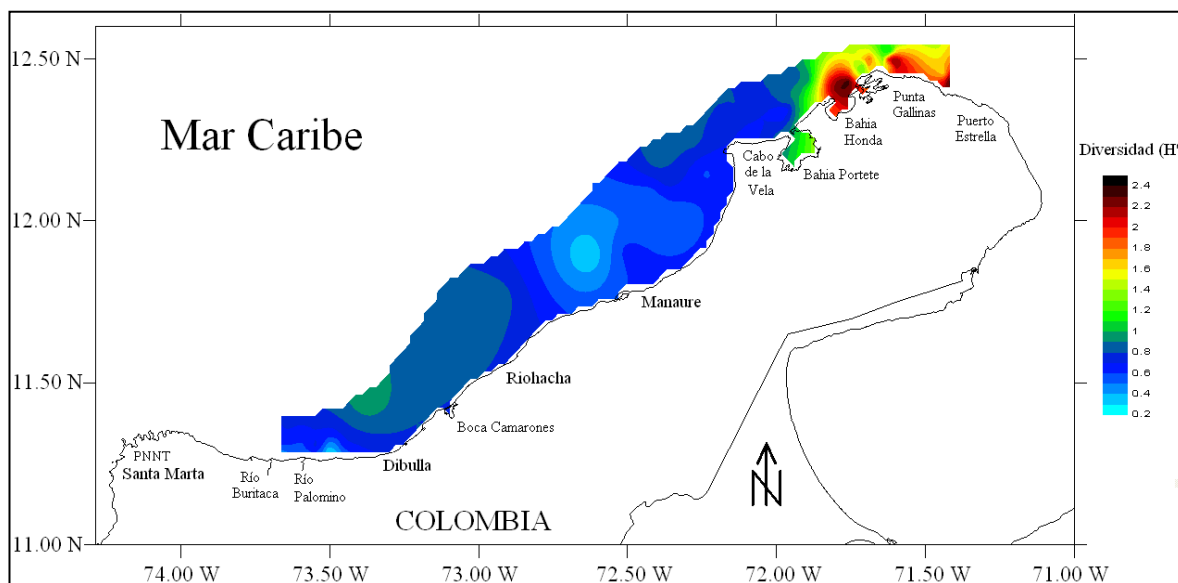 12.50 N
12.00 N
11.50 N
11.00 N
Mar Caribe
Punta
Gallinas
Bahia
Honda
Puerto
Estrella
Cabo
de la
Vela
Bahia Portete
Manaure
Riohacha
Boca Camarones
Dibulla
PNNT
Santa Marta
Río
Buritaca
Río
Palomino
COLOMBIA
N
Diversidad (H'
2.4
2.2
2
1.8
1.6
1.4
1.2
1
0.8
0.6
0.4
0.2
74.00 W
73.50 W
73.00 W
72.50 W
72.00 W
71.50 W
71.00 W